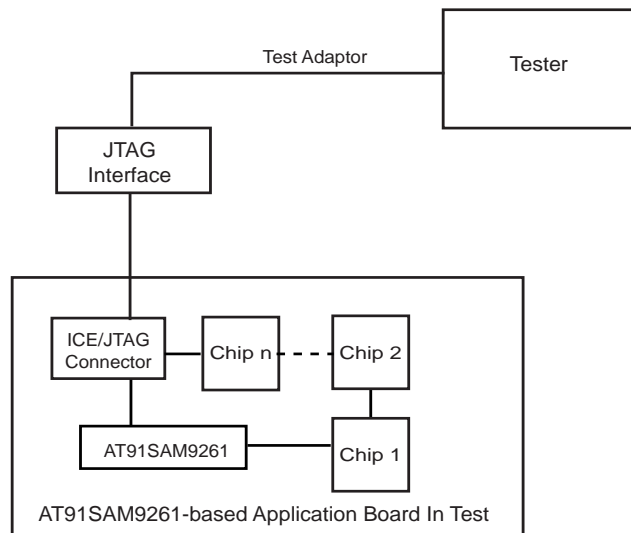 Test Adaptor
Tester
JTAG
Interface
ICE/JTAG
Connector
Chip n
Chip 2
AT91SAM9261
Chip 1
AT91SAM9261-based Application Board In Test